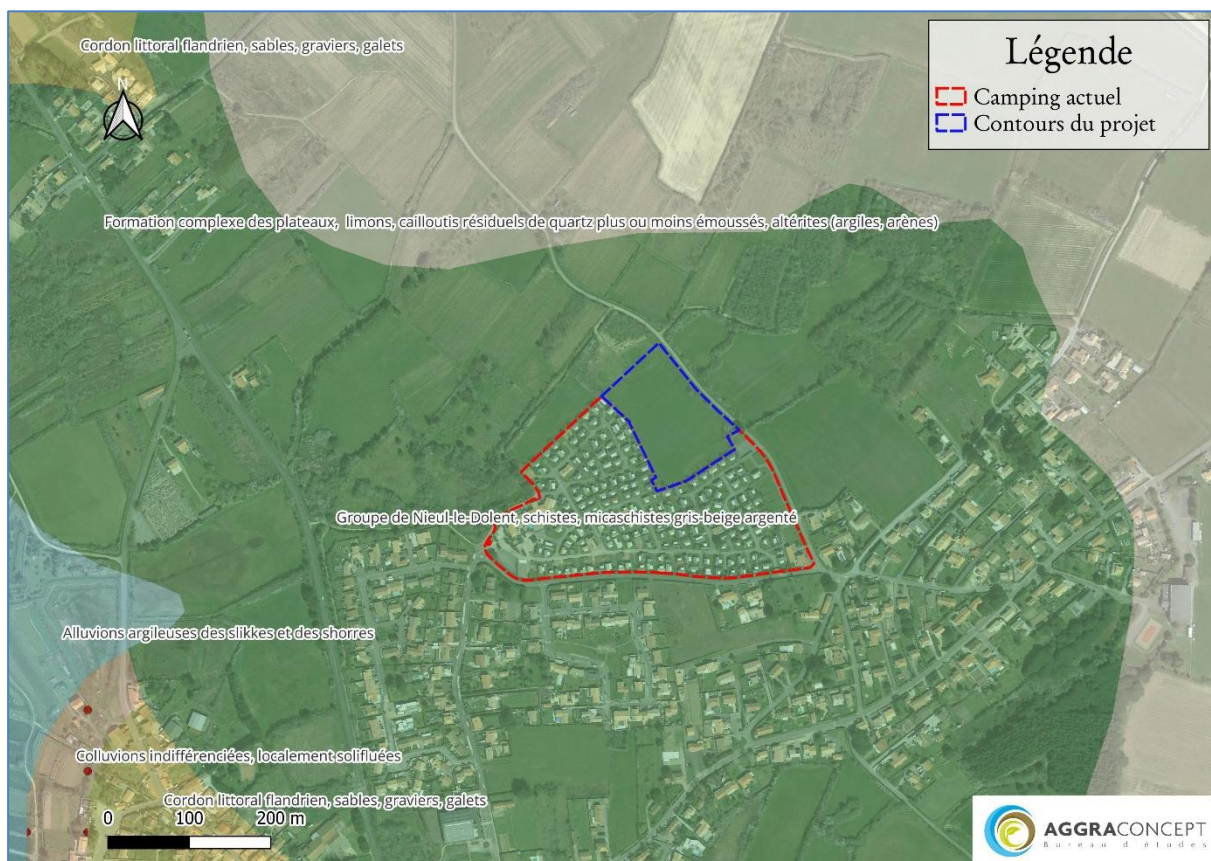 Cordon littoral flandrien, sables, graviers, galets
Légende
Camping actuel
Contours du projet
N
Formation complexe des plateaux, limons, cailloutis résiduels de quartz plus ou moins émoussés, altérites (argiles, arènes)
Groupe de Nieul-le-Dolent, schistes, micaschistes gris-beige argenté
Alluvions argileuses des slikkes et des shorres
Colluvions indifférenciées, localement solifluées
Cordon littoral flandrien, sables, graviers, galets
0 100 200 m
AGGRACONCEPT
Bureau d'études